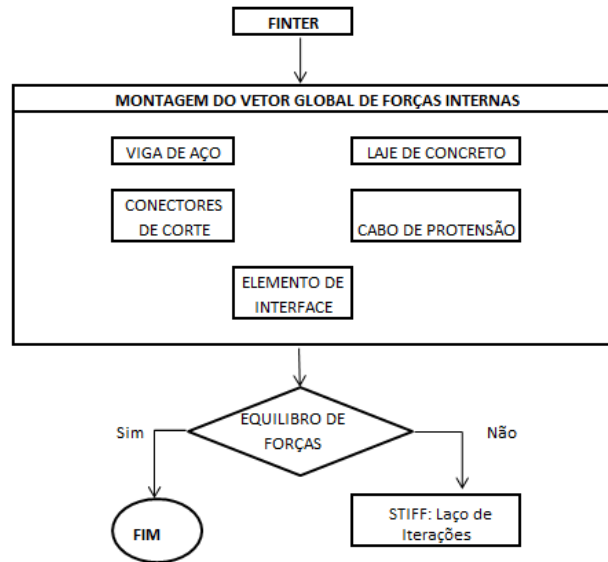 FINTER
MONTAGEM DO VETOR GLOBAL DE FORÇAS INTERNAS
VIGA DE AÇO
LAJE DE CONCRETO
CONECTORES
DE CORTE
CABO DE PROTENSÃO
ELEMENTO DE
INTERFACE
EQUILIBRO DE
FORÇAS
Sim
Não
FIM
STIFF: Laço de
Iterações